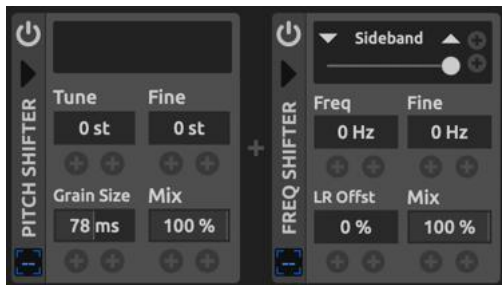 PITCH SHIFTER
Tune Fine
0 st 0 st
Grain Size Mix
78 ms 100 %
FREQ SHIFTER
Sideband
Freq Fine
0 Hz 0 Hz
LR Offst Mix
0 % 100 %